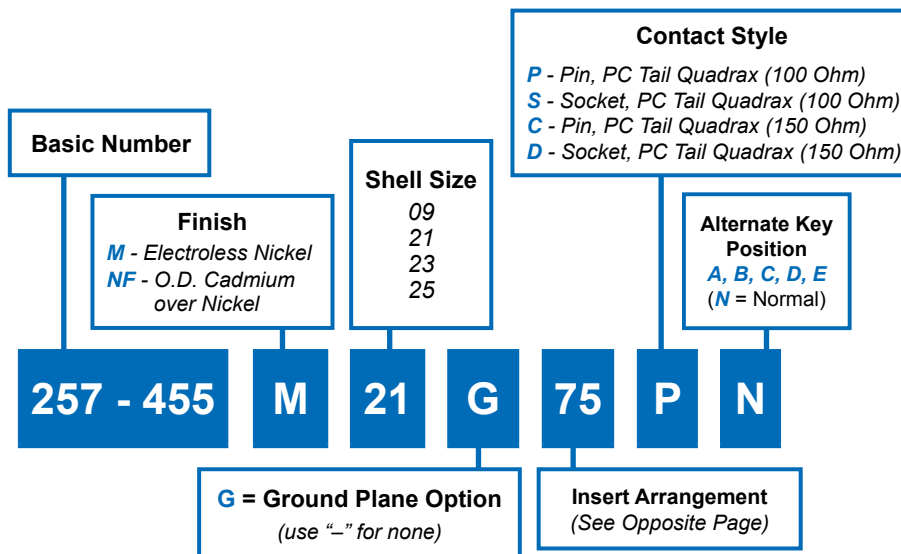 Contact Style
P - Pin, PC Tail Quadrax (100 Ohm)
S - Socket, PC Tail Quadrax (100 Ohm)
C - Pin, PC Tail Quadrax (150 Ohm)
D - Socket, PC Tail Quadrax (150 Ohm)
Basic Number
Shell Size
09
21
23
25
Finish
M - Electroless Nickel
NF - O.D. Cadmium
over Nickel
Alternate Key
Position
A, B, C, D, E
(N = Normal)
257 - 455 M 21 G 75 P N
G = Ground Plane Option
(use “–” for none)
Insert Arrangement
(See Opposite Page)